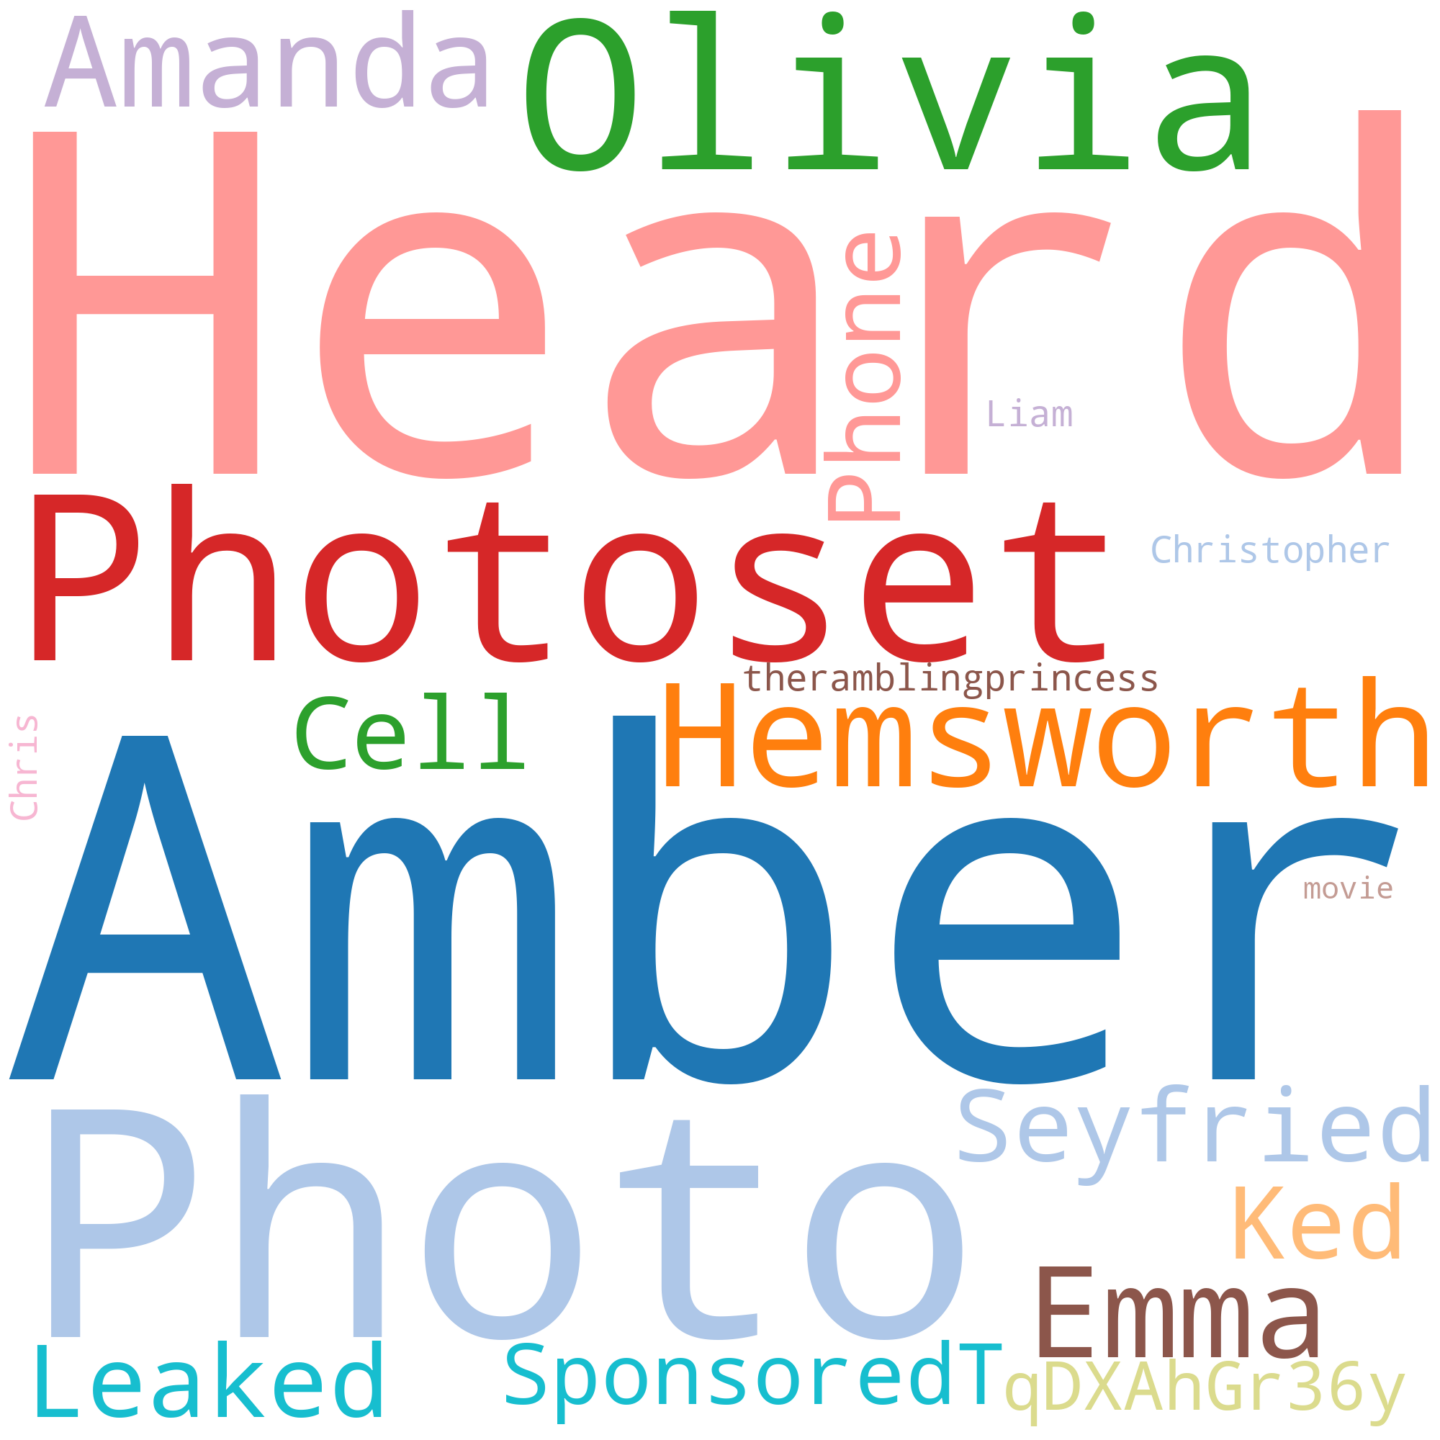 Amanda
Olivia
Heard
Phone
Liam
Photoset
Christopher
theramblingprincess
Cell
Hemsworth
Chris
Amber
movie
Photo
Seyfried
Ked
Emma
Leaked
SponsoredT
qDXAhGr36y